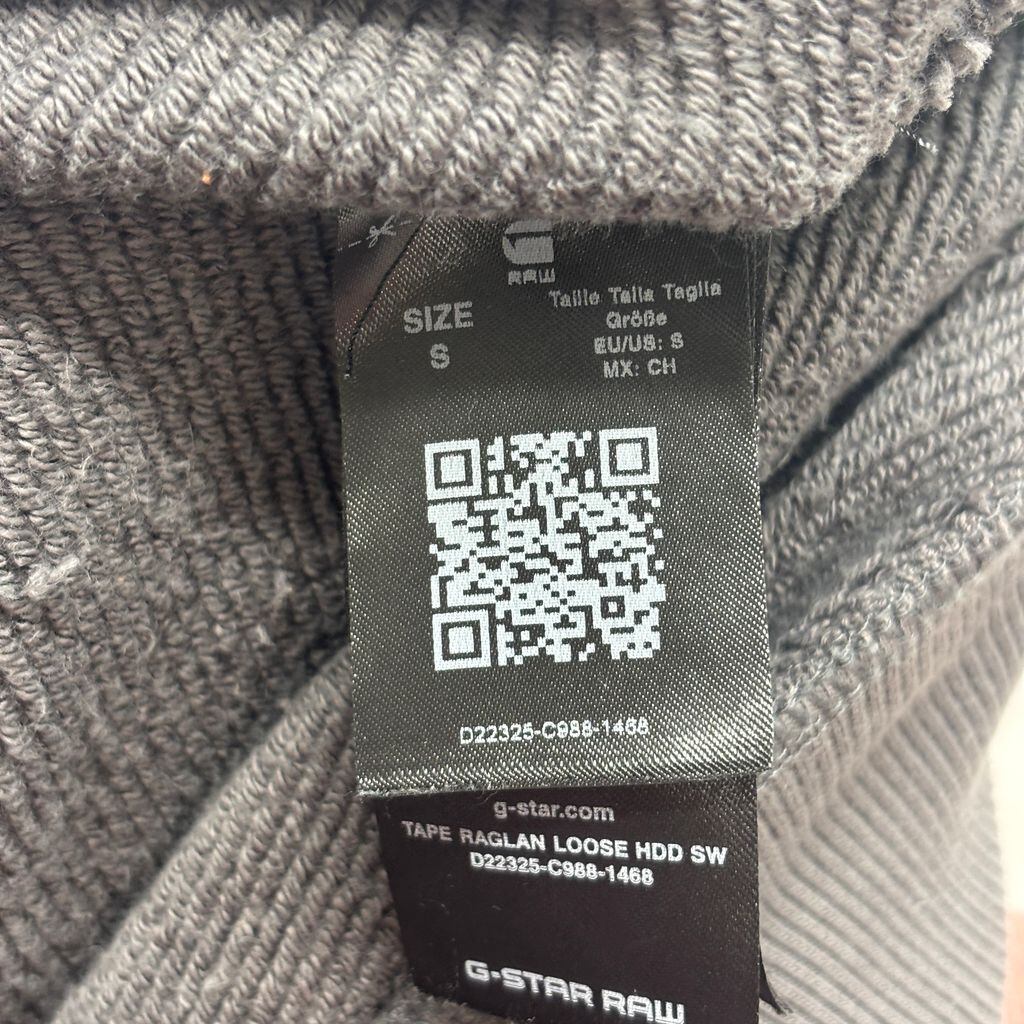 RAW
SIZE
S
Taille Talla Taglia
Größe
EU/US: S
MX: CH
D22325-C988-1468
g-star.com
TAPE RAGLAN LOOSE HDD SW
D22325-C988-1468
G-STAR RAW